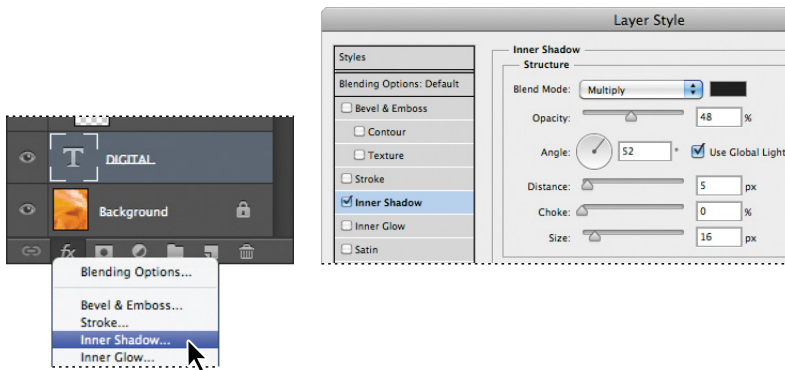 T DIGITAL
Background
fx
Blending Options...
Bevel & Emboss...
Stroke...
Inner Shadow...
Inner Glow...
Layer Style
Styles
Blending Options: Default
Bevel & Emboss
Contour
Texture
Stroke
Inner Shadow
Inner Glow
Satin
Inner Shadow
Structure
Blend Mode: Multiply
Opacity: 48 %
Angle: 52 ° Use Global Light
Distance: 5 px
Choke: 0 %
Size: 16 px